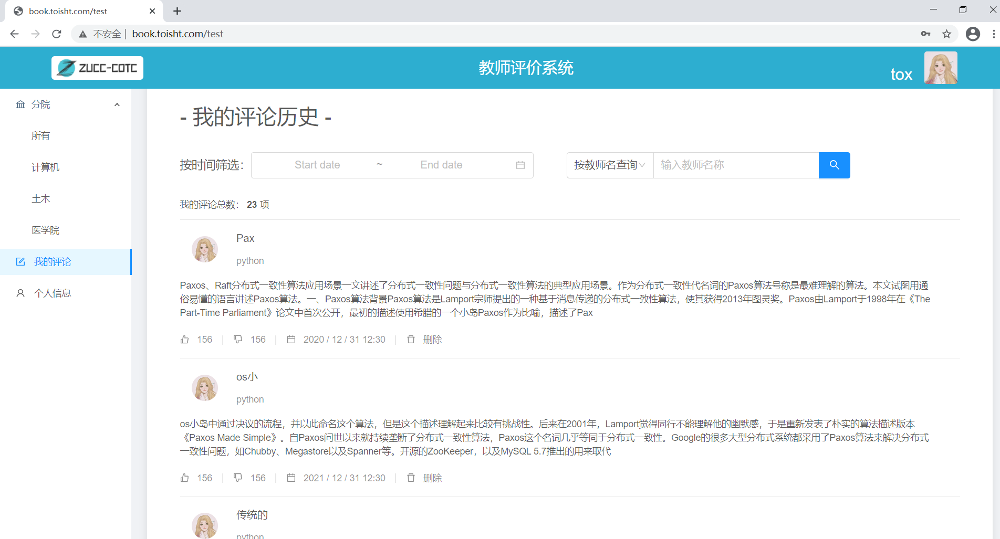 book.toisht.com/test
不安全 | book.toisht.com/test
ZUCC-COTC
教师评价系统
tox
分院
所有
计算机
土木
医学院
我的评论
个人信息
- 我的评论历史 -
按时间筛选： Start date ~ End date
按教师名查询 输入教师名称
我的评论总数： 23 项
Pax
python
Paxos、Raft分布式一致性算法应用场景一文讲述了分布式一致性问题与分布式一致性算法的典型应用场景。作为分布式一致性代名词的Paxos算法号称是最难理解的算法。本文试图用通
俗易懂的语言讲述Paxos算法。一、Paxos算法背景Paxos算法是Lamport宗师提出的一种基于消息传递的分布式一致性算法，使其获得2013年图灵奖。Paxos由Lamport于1998年在《The
Part-Time Parliament》论文中首次公开，最初的描述使用希腊的一个小岛Paxos作为比喻，描述了Pax
156 156 2020 / 12 / 31 12:30 删除
os小
python
os小岛中通过决议的流程，并以此命名这个算法，但是这个描述理解起来比较有挑战性。后来在2001年，Lamport觉得同行不能理解他的幽默感，于是重新发表了朴实的算法描述版本
《Paxos Made Simple》。自Paxos问世以来就持续垄断了分布式一致性算法，Paxos这个名词几乎等同于分布式一致性。Google的很多大型分布式系统都采用了Paxos算法来解决分布式
一致性问题，如Chubby、Megastore以及Spanner等。开源的ZooKeeper，以及MySQL 5.7推出的用来取代
156 156 2021 / 12 / 31 12:30 删除
传统的
python